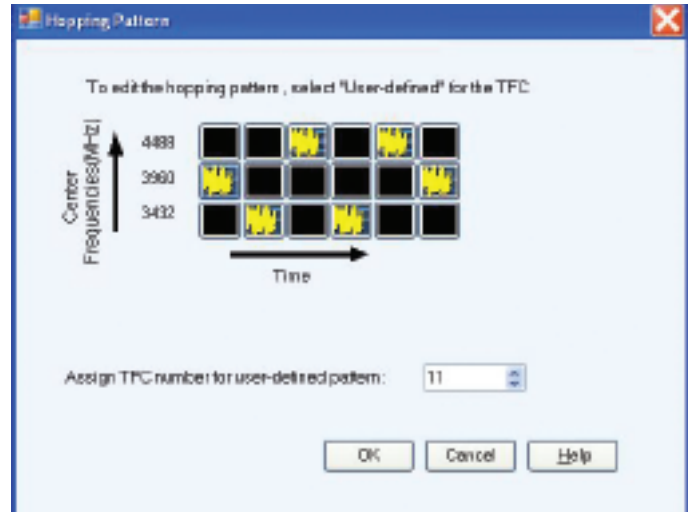 Hopping Pattern
To edit the hopping pattern, select "User-defined" for the TFC
Center
Frequencies(MHz)
4488
3960
3432
Time
Assign TFC number for user-defined pattern:
11
OK
Cancel
Help